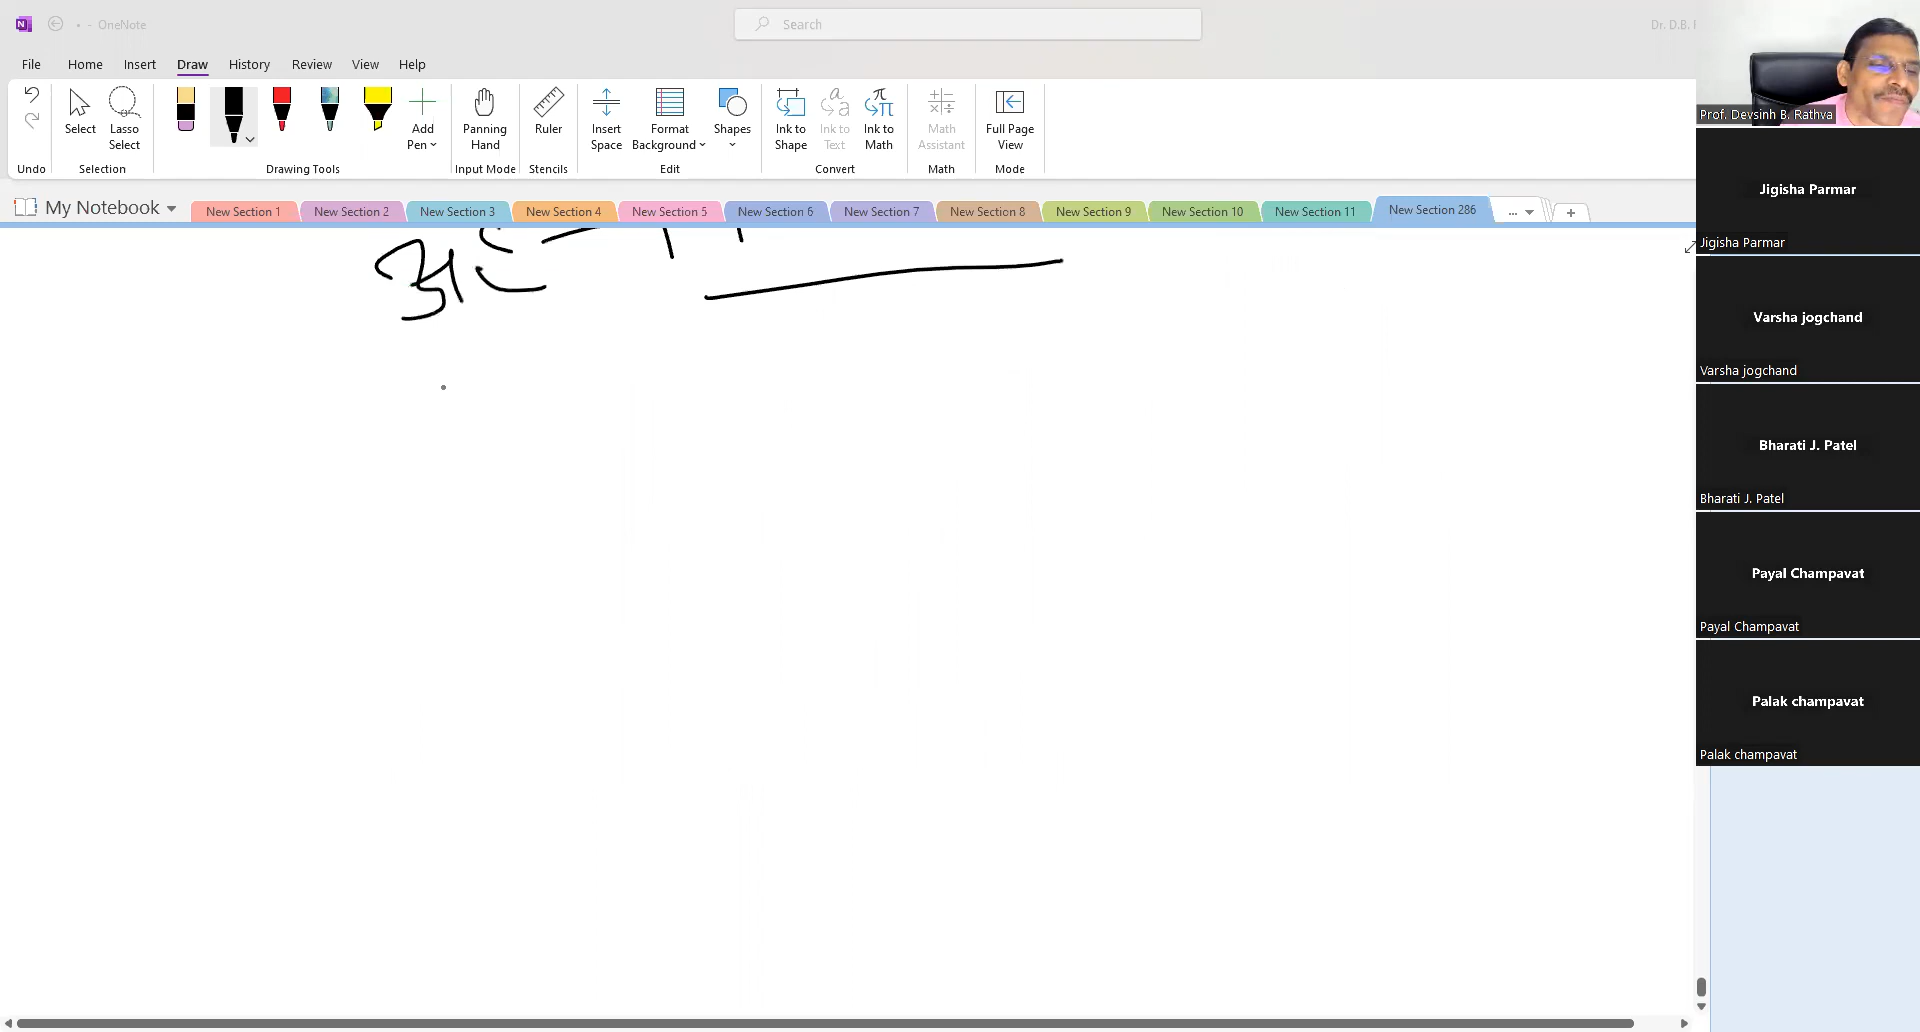 OneNote
Search
Dr. D.B.
File Home Insert Draw History Review View Help
Select
Lasso Select
Add Pen
Panning Hand
Ruler
Insert Space
Format Background
Shapes
Ink to Shape
Ink to Text
Ink to Math
Math Assistant
Full Page View
Undo Selection Drawing Tools Input Mode Stencils Edit Convert Math Mode
My Notebook New Section 1 New Section 2 New Section 3 New Section 4 New Section 5 New Section 6 New Section 7 New Section 8 New Section 9 New Section 10 New Section 11 New Section 286 ...
Prof. Devsinh B. Rathva
Jigisha Parmar
Jigisha Parmar
Varsha jogchand
Varsha jogchand
Bharati J. Patel
Bharati J. Patel
Payal Champavat
Payal Champavat
Palak champavat
Palak champavat